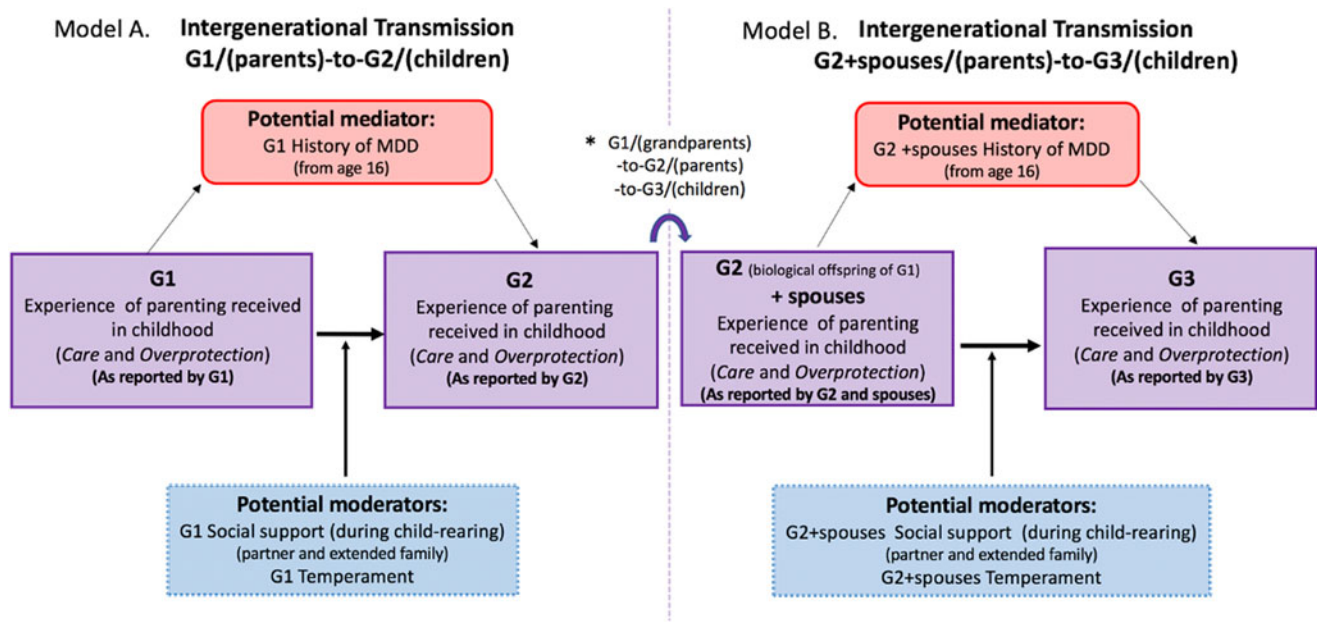 Model A. Intergenerational Transmission
G1/(parents)-to-G2/(children)
Potential mediator:
G1 History of MDD
(from age 16)
G1
Experience of parenting received
in childhood
(Care and Overprotection)
(As reported by G1)
G2
Experience of parenting
received in childhood
(Care and Overprotection)
(As reported by G2)
Potential moderators:
G1 Social support (during child-rearing)
(partner and extended family)
G1 Temperament
* G1/(grandparents)
-to-G2/(parents)
-to-G3/(children)
Model B. Intergenerational Transmission
G2+spouses/(parents)-to-G3/(children)
Potential mediator:
G2 +spouses History of MDD
(from age 16)
G2 (biological offspring of G1)
+ spouses
Experience of parenting
received in childhood
(Care and Overprotection)
(As reported by G2 and spouses)
G3
Experience of parenting
received in childhood
(Care and Overprotection)
(As reported by G3)
Potential moderators:
G2+spouses Social support (during child-rearing)
(partner and extended family)
G2+spouses Temperament